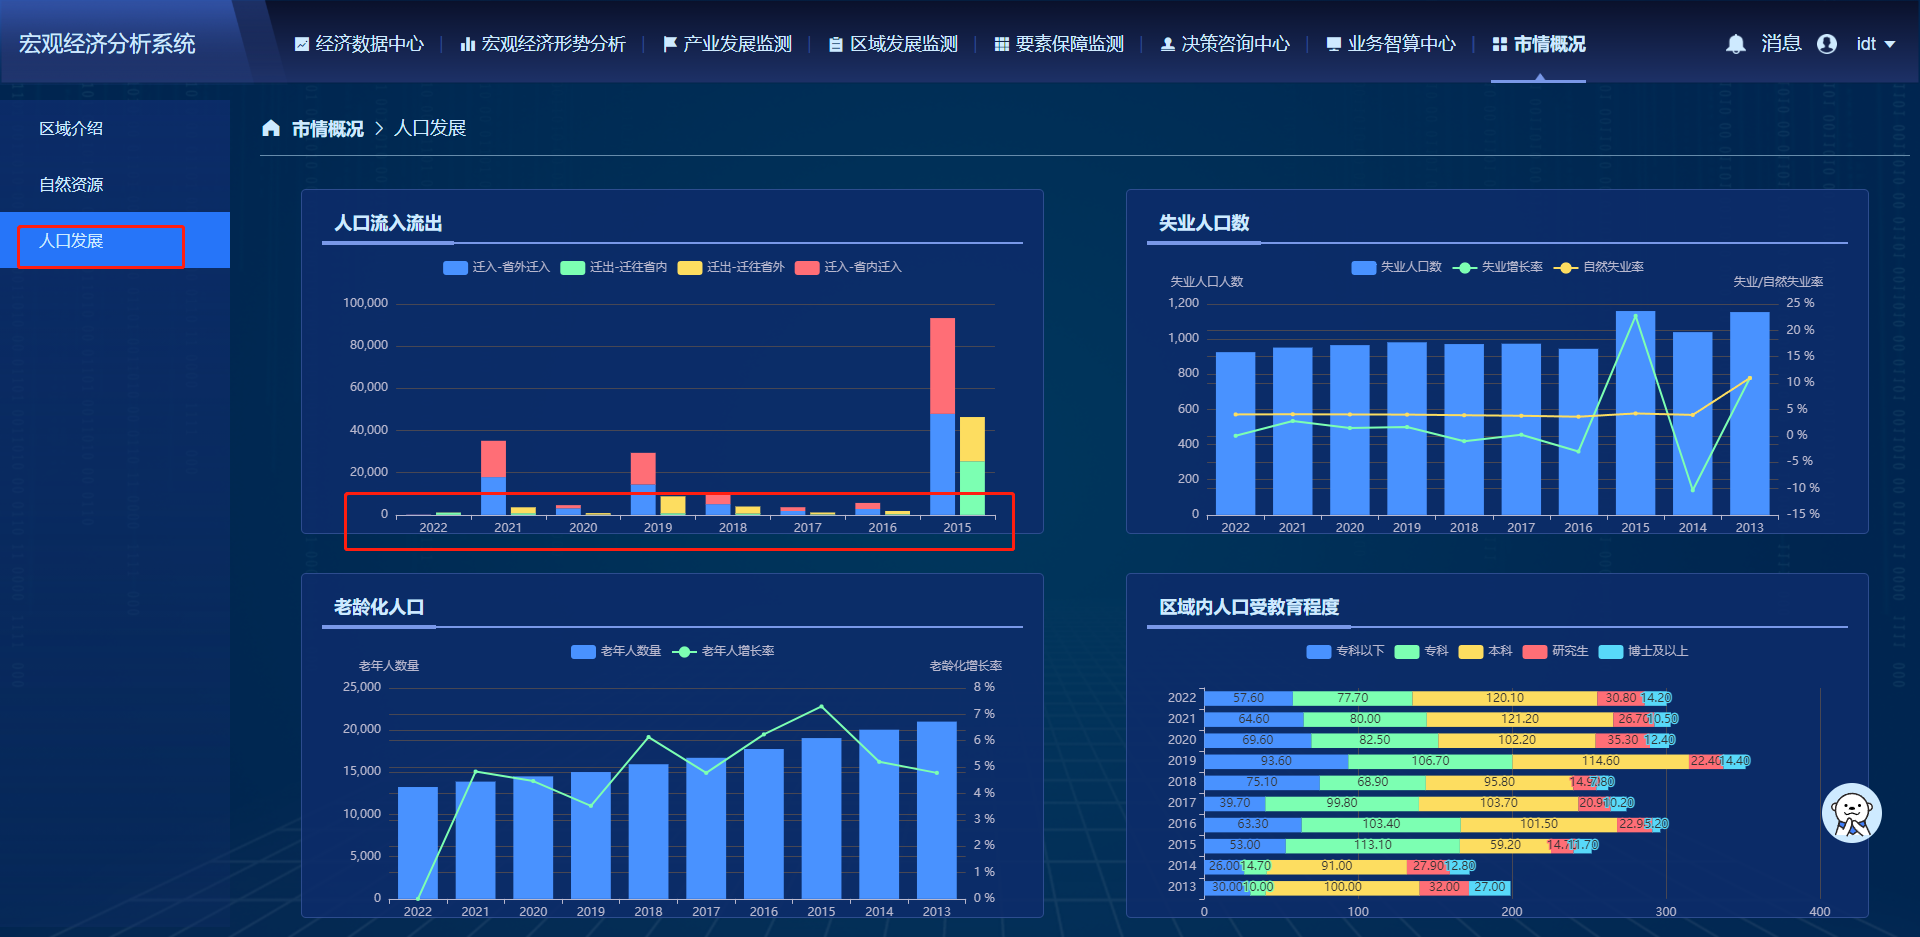 宏观经济分析系统
经济数据中心
宏观经济形势分析
产业发展监测
区域发展监测
要素保障监测
决策咨询中心
业务智算中心
市情概况
消息
idt
区域介绍
自然资源
人口发展
市情概况 > 人口发展
人口流入流出
迁入-省外迁入 迁出-迁往省内 迁出-迁往省外 迁入-省内迁入
100,000
80,000
60,000
40,000
20,000
0
2022 2021 2020 2019 2018 2017 2016 2015
失业人口数
失业人口数 失业增长率 自然失业率
失业人口人数 失业/自然失业率
1,200
1,000
800
600
400
200
0
25 %
20 %
15 %
10 %
5 %
0 %
-5 %
-10 %
-15 %
2022 2021 2020 2019 2018 2017 2016 2015 2014 2013
老龄化人口
老年人数量 老年人增长率
老年人数量 老龄化增长率
25,000
20,000
15,000
10,000
5,000
0
8 %
7 %
6 %
5 %
4 %
3 %
2 %
1 %
0 %
2022 2021 2020 2019 2018 2017 2016 2015 2014 2013
区域内人口受教育程度
专科以下 专科 本科 研究生 博士及以上
2022 57.60 77.70 120.10 30.80 14.20
2021 64.60 80.00 121.20 26.70 10.50
2020 69.60 82.50 102.20 35.30 12.40
2019 93.60 106.70 114.60 22.40 14.40
2018 75.10 68.90 95.80 14.90 7.80
2017 39.70 99.80 103.70 20.90 10.20
2016 63.30 103.40 101.50 22.90 5.20
2015 53.00 113.10 59.20 14.70 11.70
2014 26.00 14.70 91.00 27.90 12.80
2013 30.00 10.00 100.00 32.00 27.00
0 100 200 300 400